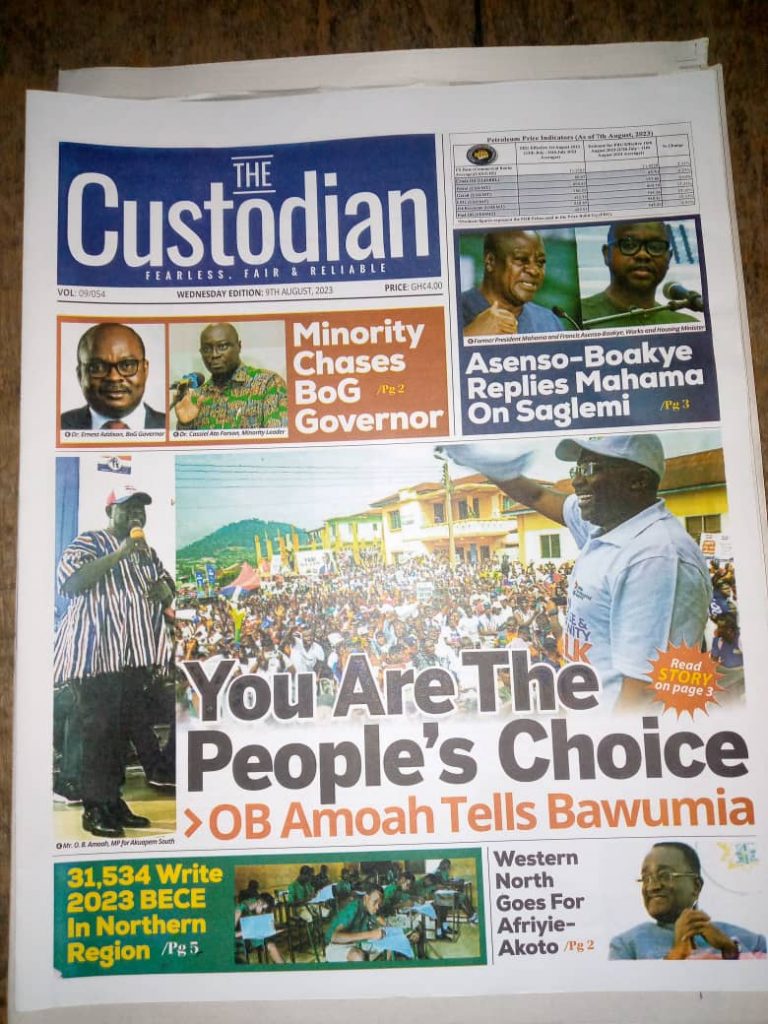 THE
Custodian
FEARLESS, FAIR & RELIABLE
VOL: 09/054 WEDNESDAY EDITION: 9TH AUGUST, 2023 PRICE: GH¢4.00
Petroleum Price Indicators (As of 7th August, 2023)
% Change
Former President Mahama and Francis Asenso-Boakye, Works and Housing Minister
Asenso-Boakye
Replies Mahama
On Saglemi /Pg 3
Dr. Ernest Addison, BoG Governor
Dr. Cassiel Ato Forson, Minority Leader
Minority
Chases
BoG /Pg 2
Governor
Read
STORY
on page 3
You Are The
People's Choice
> OB Amoah Tells Bawumia
Mr. O. B. Amoah, MP for Akuapem South
31,534 Write
2023 BECE
In Northern
Region /Pg 5
Western
North
Goes For
Afriyie-
Akoto /Pg 2